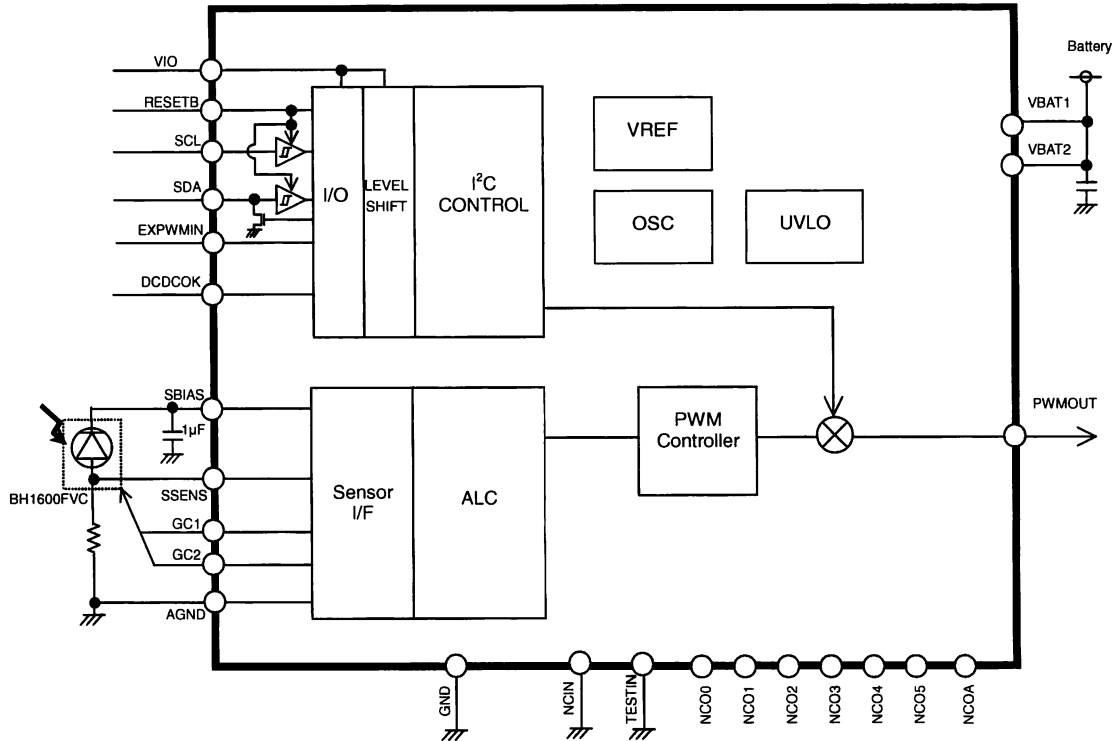 VIO
RESETB
SCL
SDA
EXPWMIN
DCDCOK
I/O
LEVEL
SHIFT
I²C
CONTROL
VREF
OSC
UVLO
Battery
VBAT1
VBAT2
SBIAS
1µF
BH1600FVC
SSENS
GC1
GC2
AGND
Sensor
I/F
ALC
PWM
Controller
PWMOUT
GND
NCIN
TESTIN
NCO0
NCO1
NCO2
NCO3
NCO4
NCO5
NCOA